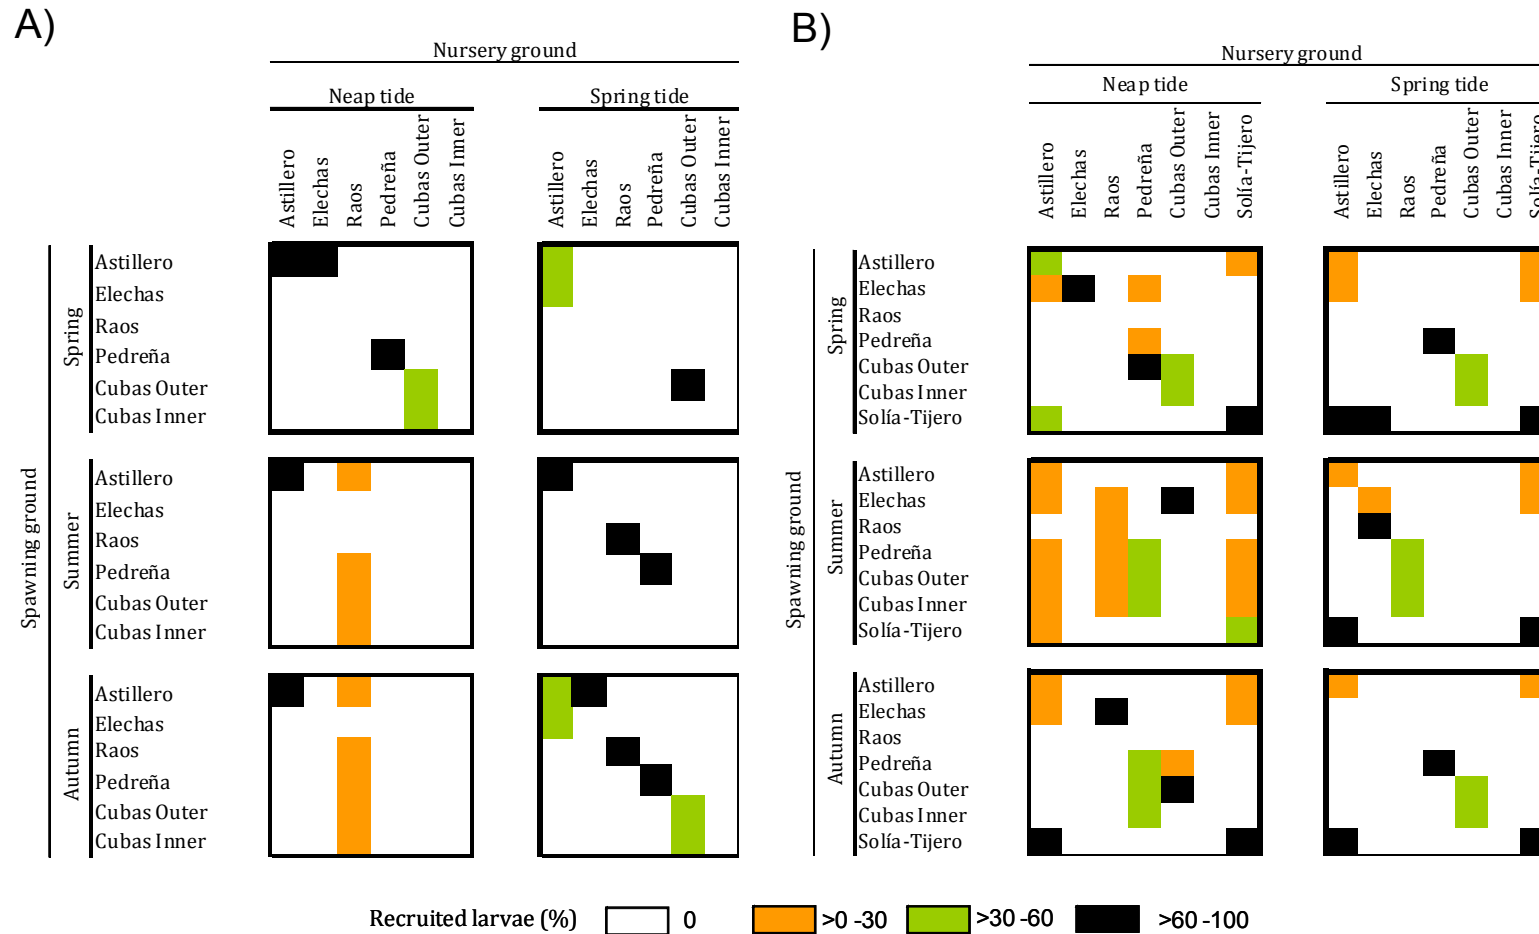 A)
Nursery ground
Neap tide
Spring tide
Astillero
Elechas
Raos
Pedreña
Cubas Outer
Cubas Inner
Astillero
Elechas
Raos
Pedreña
Cubas Outer
Cubas Inner
Spawning ground
Spring
Astillero
Elechas
Raos
Pedreña
Cubas Outer
Cubas Inner
Summer
Astillero
Elechas
Raos
Pedreña
Cubas Outer
Cubas Inner
Autumn
Astillero
Elechas
Raos
Pedreña
Cubas Outer
Cubas Inner
B)
Nursery ground
Neap tide
Spring tide
Astillero
Elechas
Raos
Pedreña
Cubas Outer
Cubas Inner
Solía-Tijero
Astillero
Elechas
Raos
Pedreña
Cubas Outer
Cubas Inner
Solía-Tijero
Spawning ground
Spring
Astillero
Elechas
Raos
Pedreña
Cubas Outer
Cubas Inner
Solía-Tijero
Summer
Astillero
Elechas
Raos
Pedreña
Cubas Outer
Cubas Inner
Solía-Tijero
Autumn
Astillero
Elechas
Raos
Pedreña
Cubas Outer
Cubas Inner
Solía-Tijero
Recruited larvae (%) 0 >0 -30 >30 -60 >60 -100